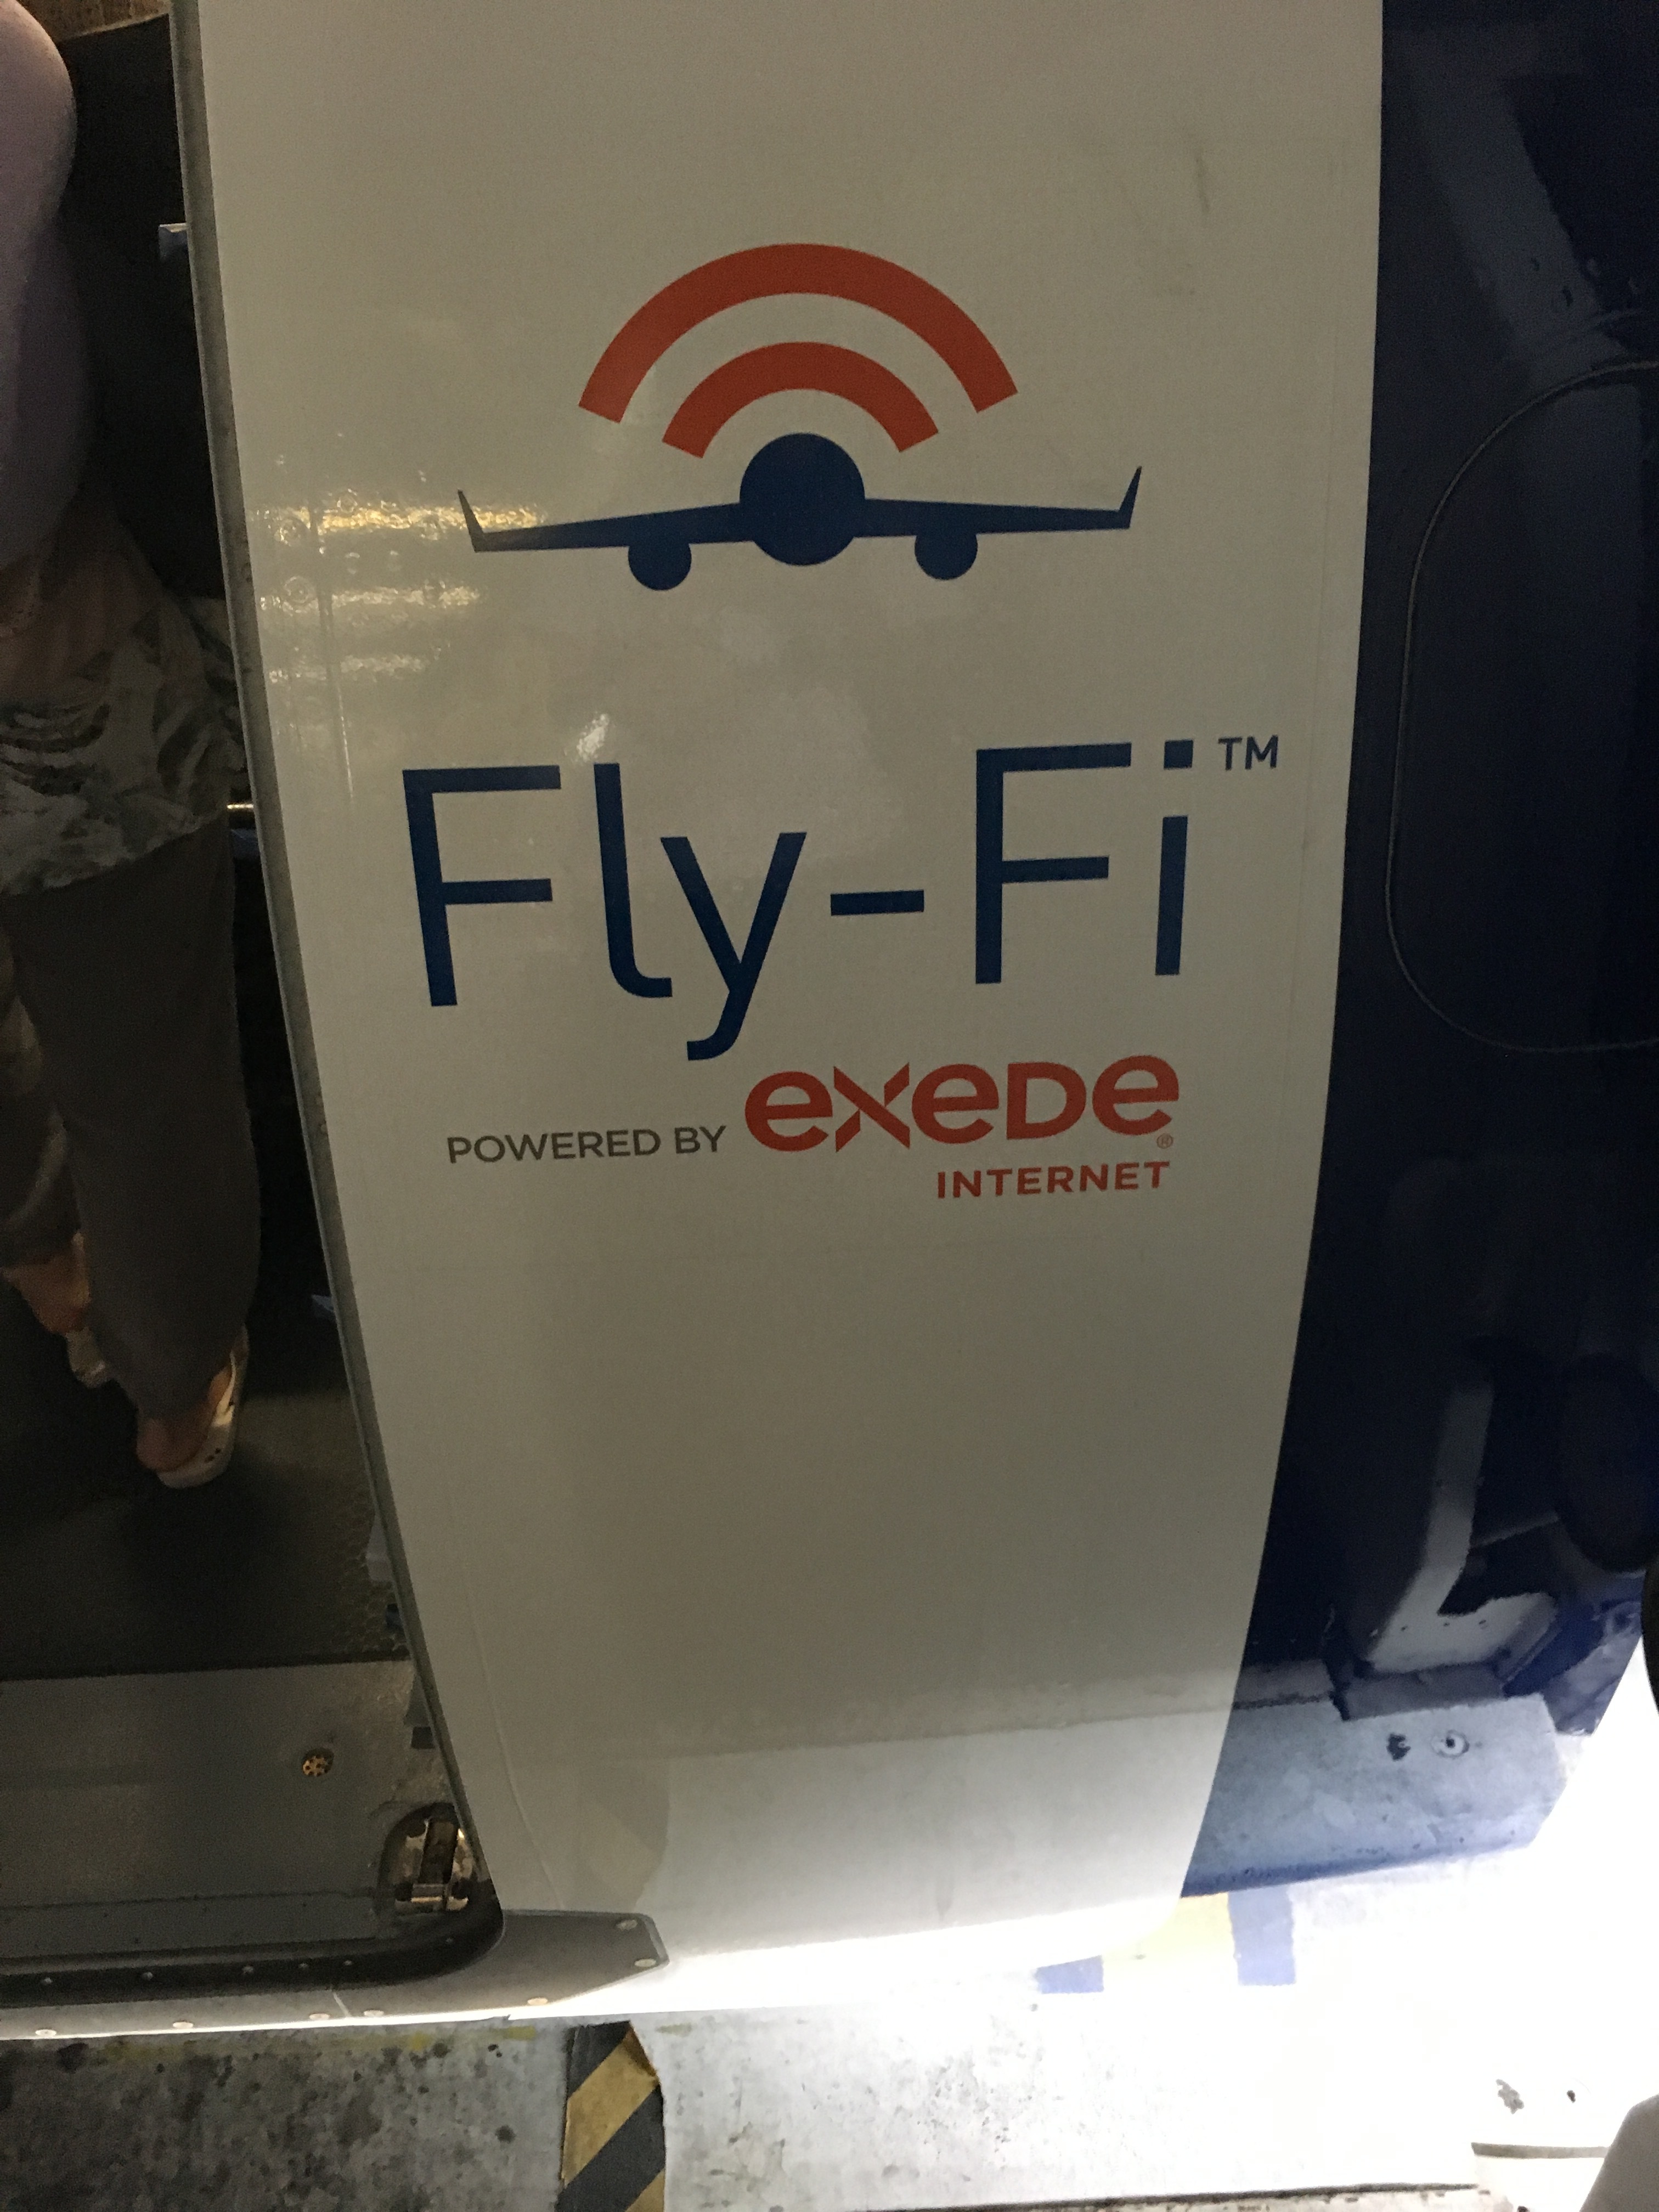 Fly-Fi™
POWERED BY exede®
INTERNET